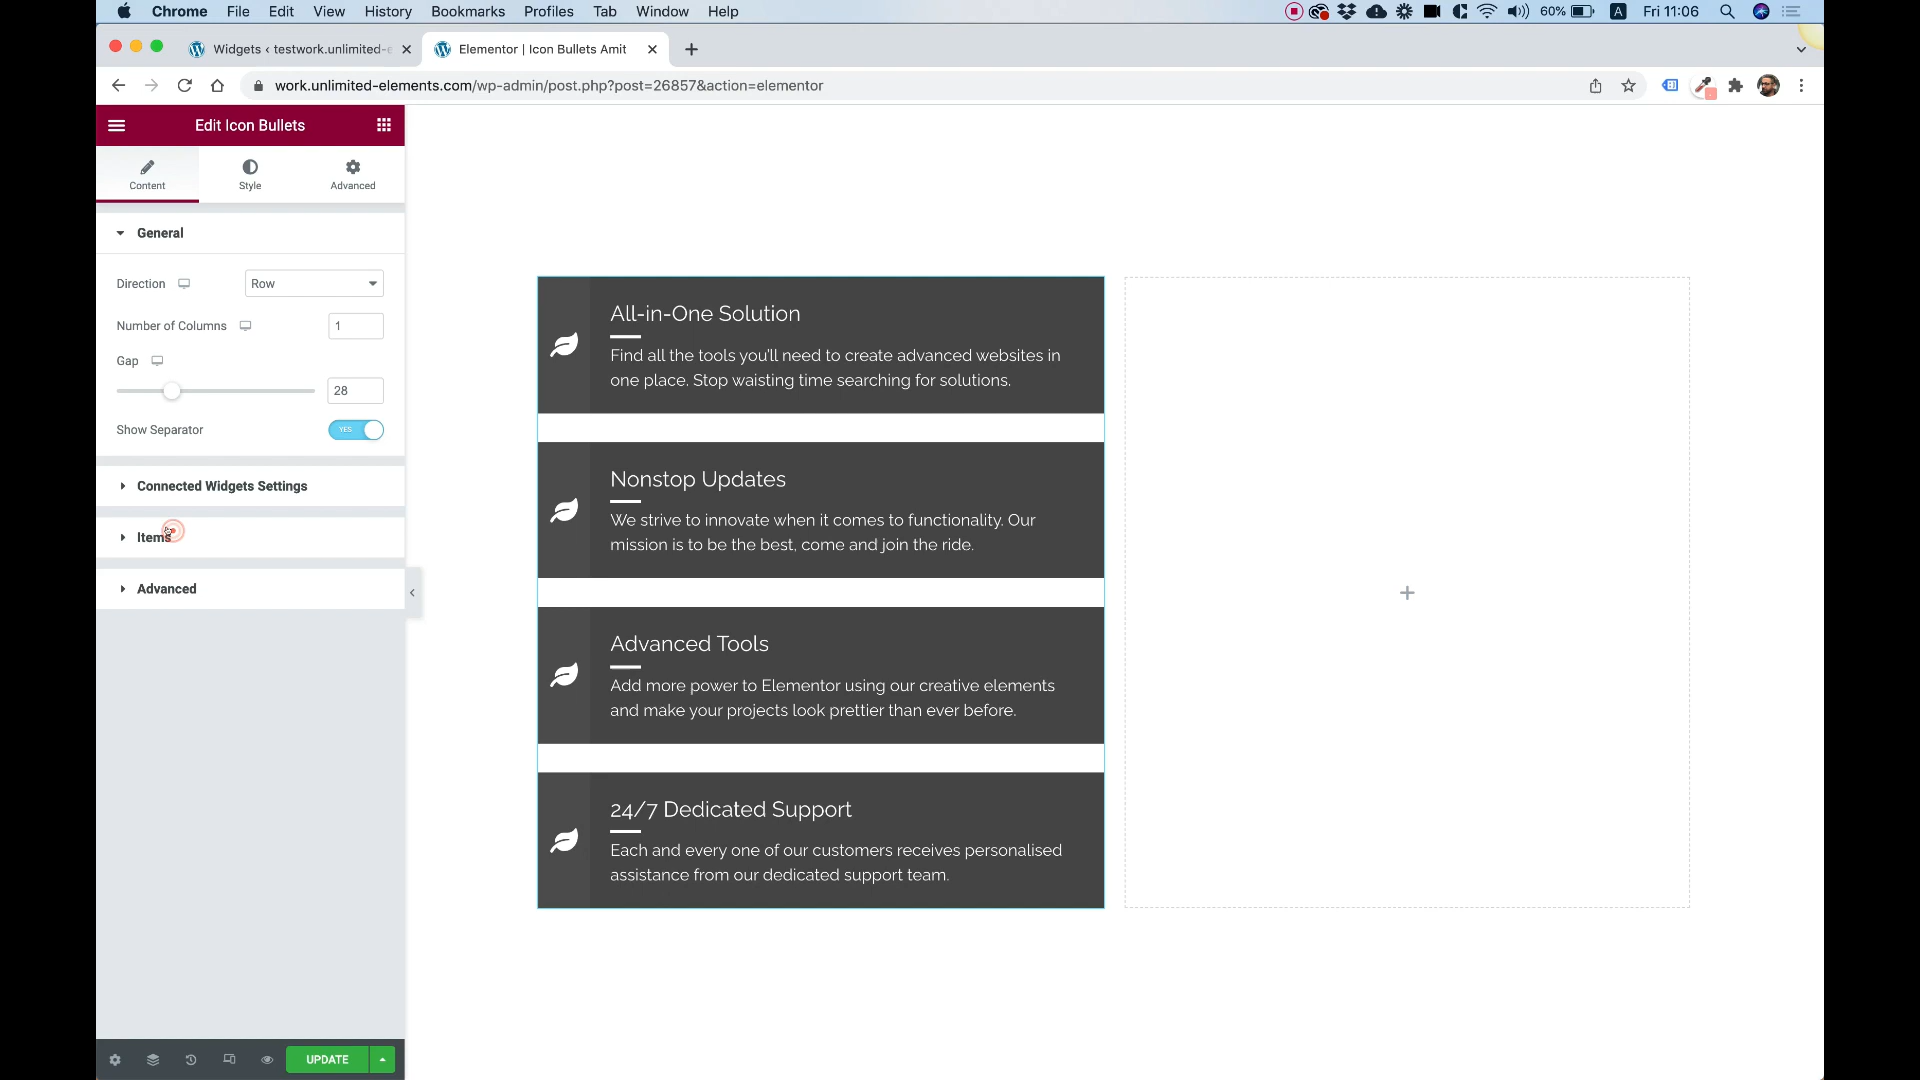 Chrome File Edit View History Bookmarks Profiles Tab Window Help 60% A Fri 11:06
Widgets ‹ testwork.unlimited-e Elementor | Icon Bullets Amit
work.unlimited-elements.com/wp-admin/post.php?post=26857&action=elementor
Edit Icon Bullets
Content Style Advanced
General
Direction Row
Number of Columns 1
Gap
28
Show Separator YES
Connected Widgets Settings
Items
Advanced
UPDATE
All-in-One Solution
Find all the tools you'll need to create advanced websites in
one place. Stop waisting time searching for solutions.
Nonstop Updates
We strive to innovate when it comes to functionality. Our
mission is to be the best, come and join the ride.
Advanced Tools
Add more power to Elementor using our creative elements
and make your projects look prettier than ever before.
24/7 Dedicated Support
Each and every one of our customers receives personalised
assistance from our dedicated support team.